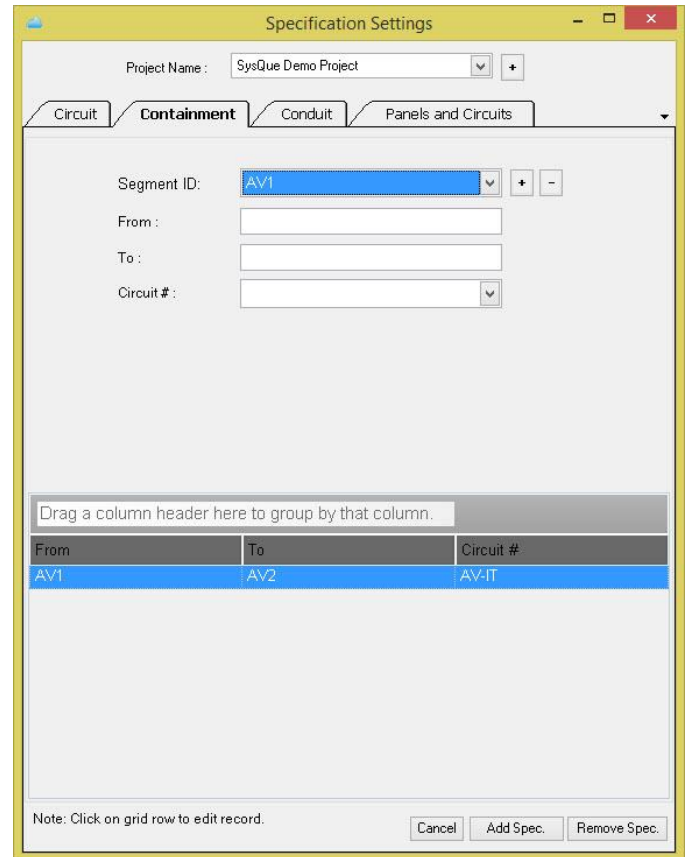 Specification Settings
Project Name : SysQue Demo Project +
Circuit Containment Conduit Panels and Circuits
Segment ID: AV1 + -
From :
To :
Circuit # :
Drag a column header here to group by that column.
From To Circuit #
AV1 AV2 AV-IT
Note: Click on grid row to edit record.
Cancel Add Spec. Remove Spec.